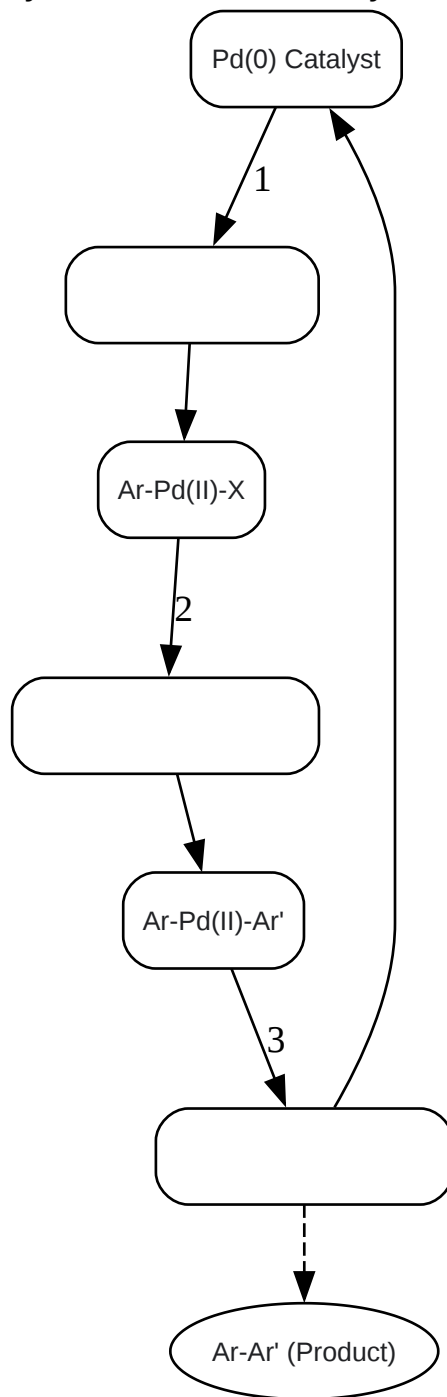 Pd(0) Catalyst
1
Ar-Pd(II)-X
2
Ar-Pd(II)-Ar'
3
Ar-Ar' (Product)